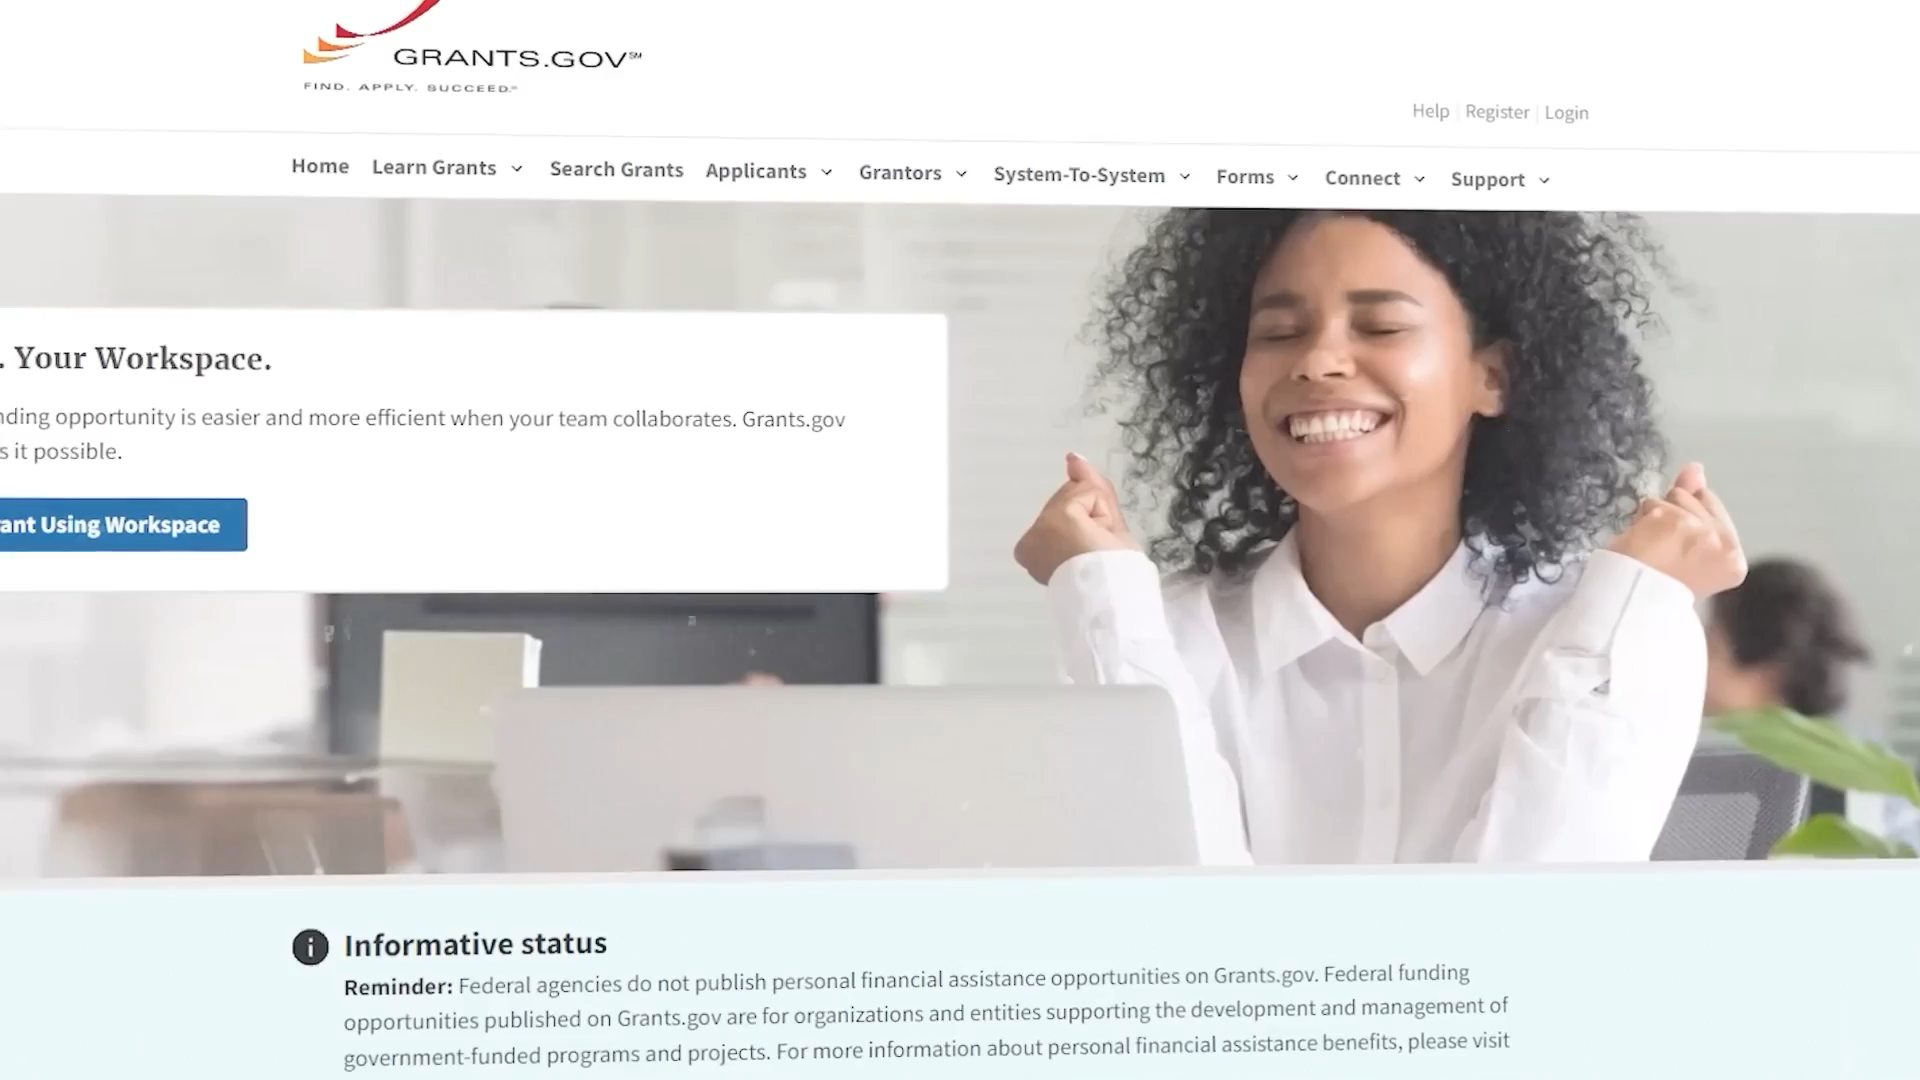 GRANTS.GOV℠
FIND. APPLY. SUCCEED.℠
Help | Register | Login
Home Learn Grants Search Grants Applicants Grantors System-To-System Forms Connect Support
. Your Workspace.
nding opportunity is easier and more efficient when your team collaborates. Grants.gov
s it possible.
ant Using Workspace
Informative status
Reminder: Federal agencies do not publish personal financial assistance opportunities on Grants.gov. Federal funding
opportunities published on Grants.gov are for organizations and entities supporting the development and management of
government-funded programs and projects. For more information about personal financial assistance benefits, please visit